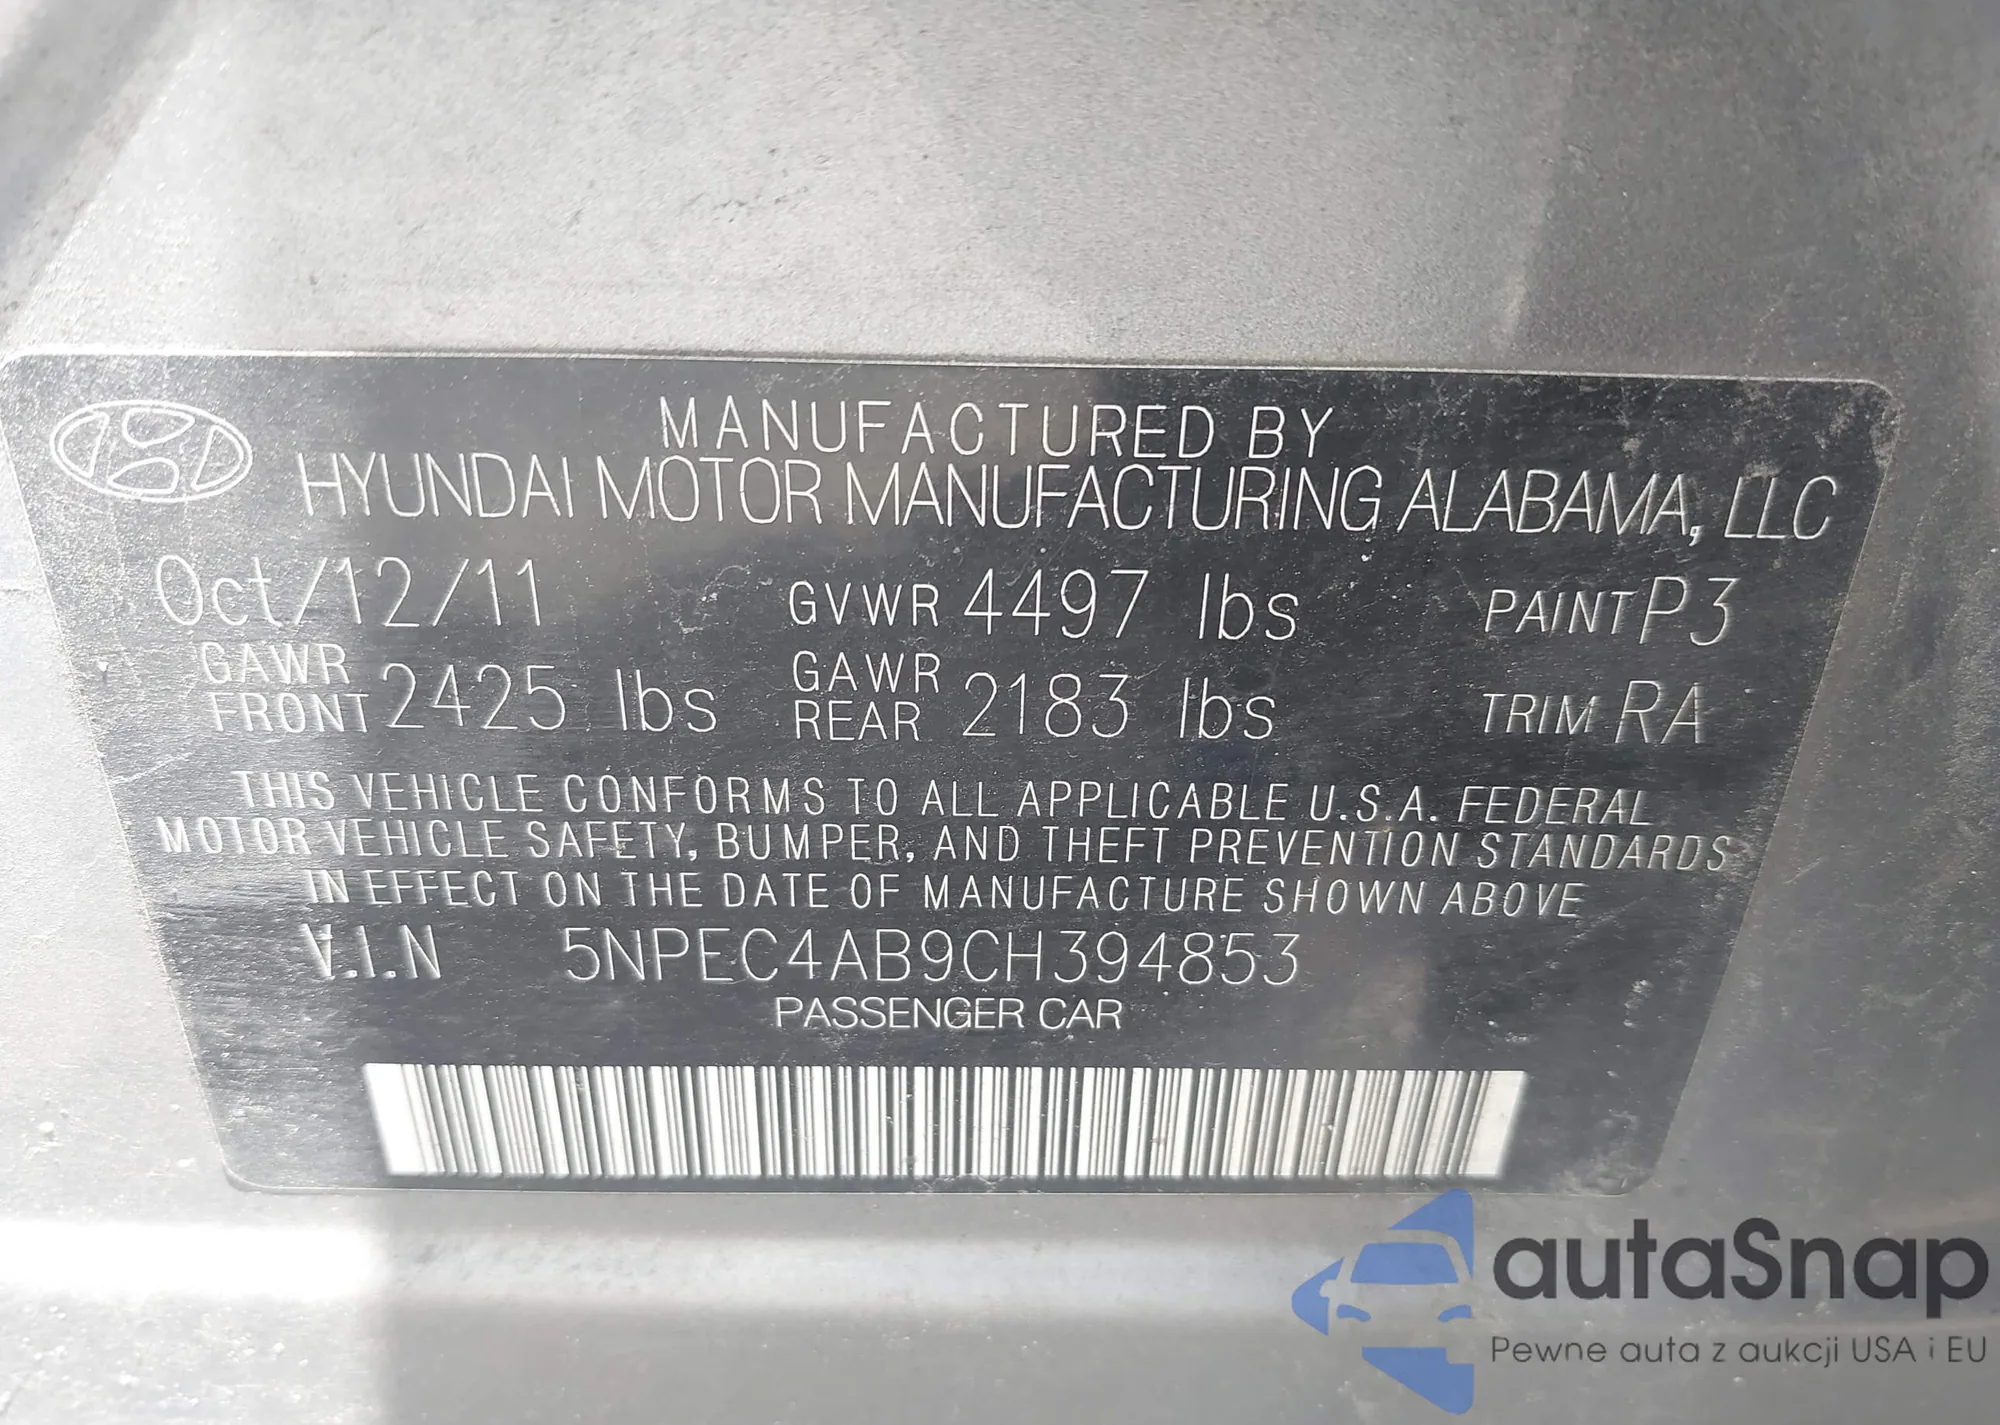 MANUFACTURED BY
HYUNDAI MOTOR MANUFACTURING ALABAMA, LLC
Oct/12/11 GVWR 4497 lbs PAINT P3
GAWR FRONT 2425 lbs GAWR REAR 2183 lbs TRIM RA
THIS VEHICLE CONFORMS TO ALL APPLICABLE U.S.A. FEDERAL
MOTOR VEHICLE SAFETY, BUMPER, AND THEFT PREVENTION STANDARDS
IN EFFECT ON THE DATE OF MANUFACTURE SHOWN ABOVE
V.I.N 5NPEC4AB9CH394853
PASSENGER CAR
autaSnap
Pewne auta z aukcji USA i EU